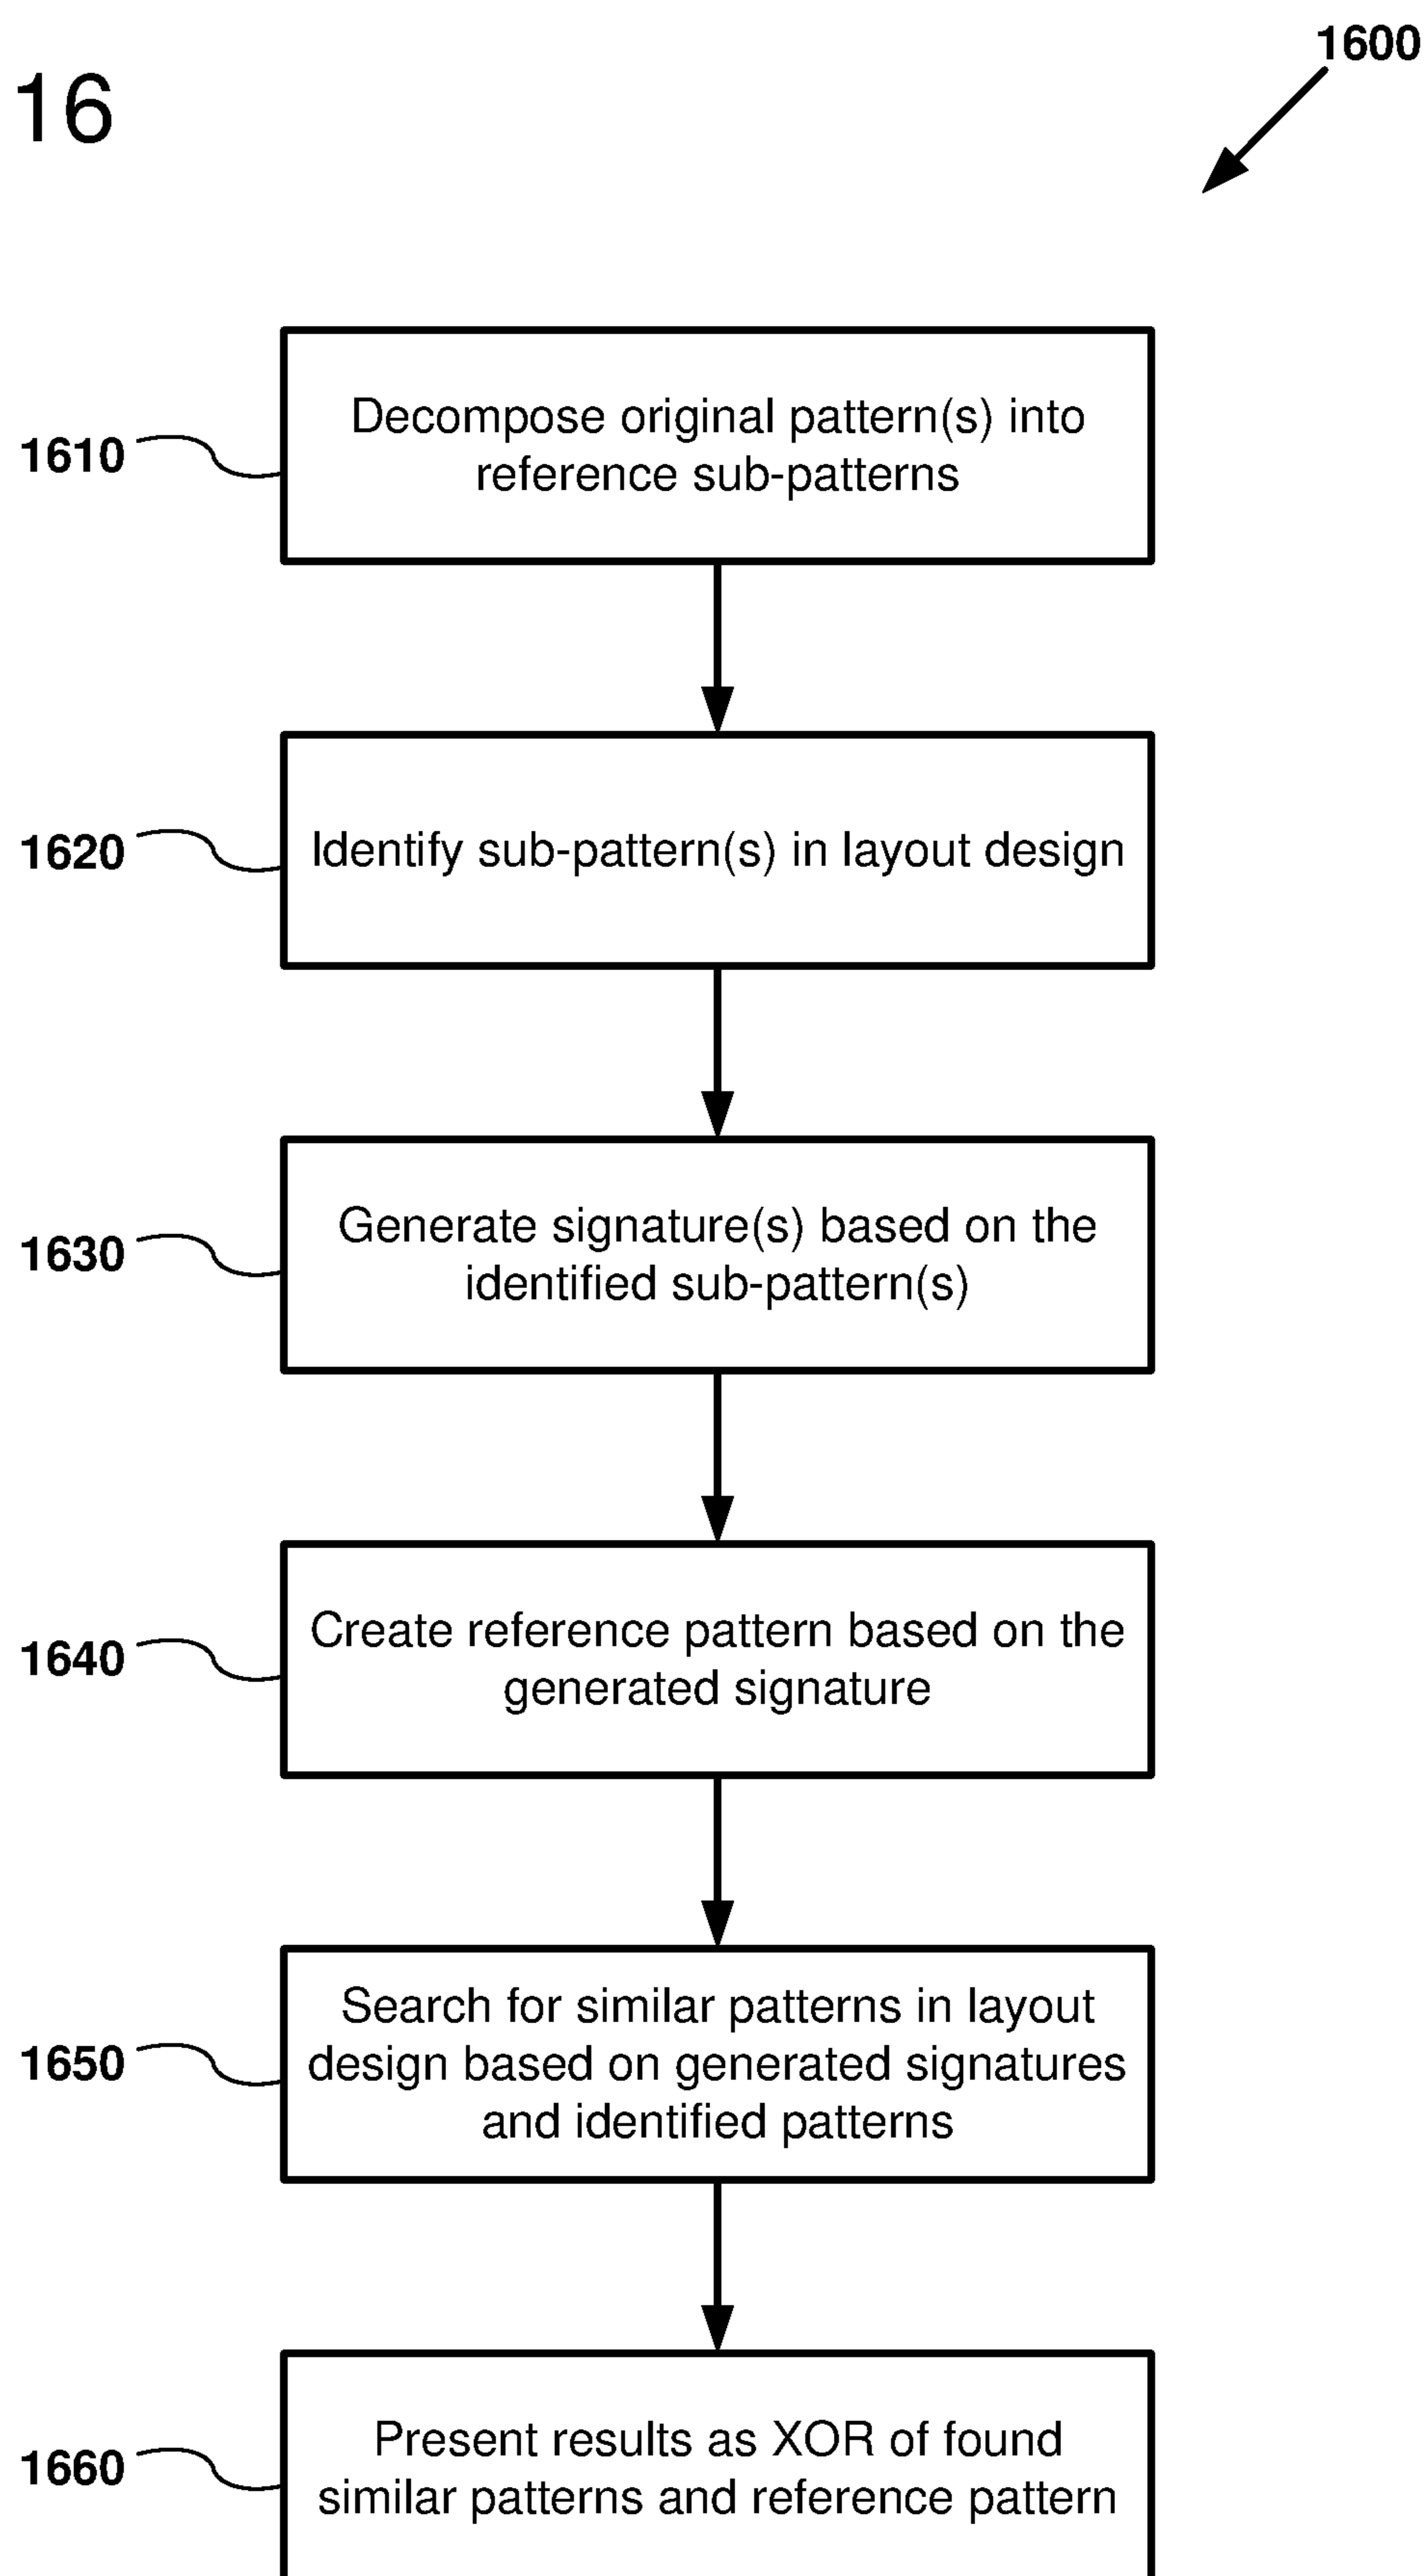 1600
16
1610
Decompose original pattern(s) into
reference sub-patterns
1620
Identify sub-pattern(s) in layout design
1630
Generate signature(s) based on the
identified sub-pattern(s)
1640
Create reference pattern based on the
generated signature
1650
Search for similar patterns in layout
design based on generated signatures
and identified patterns
1660
Present results as XOR of found
similar patterns and reference pattern